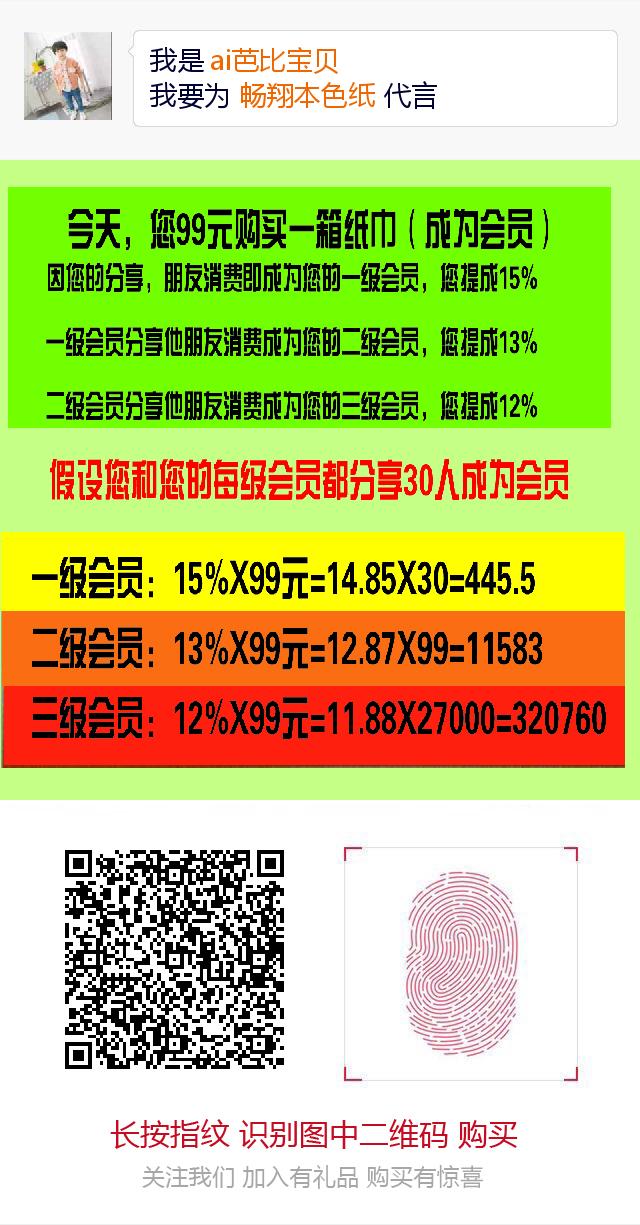 我是 ai芭比宝贝
我要为 畅翔本色纸 代言
今天，您99元购买一箱纸巾（成为会员）
因您的分享，朋友消费即成为您的一级会员，您提成15%
一级会员分享他朋友消费成为您的二级会员，您提成13%
二级会员分享他朋友消费成为您的三级会员，您提成12%
假设您和您的每级会员都分享30人成为会员
一级会员：15%X99元=14.85X30=445.5
二级会员：13%X99元=12.87X99=11583
三级会员：12%X99元=11.88X27000=320760
长按指纹 识别图中二维码 购买
关注我们 加入有礼品 购买有惊喜